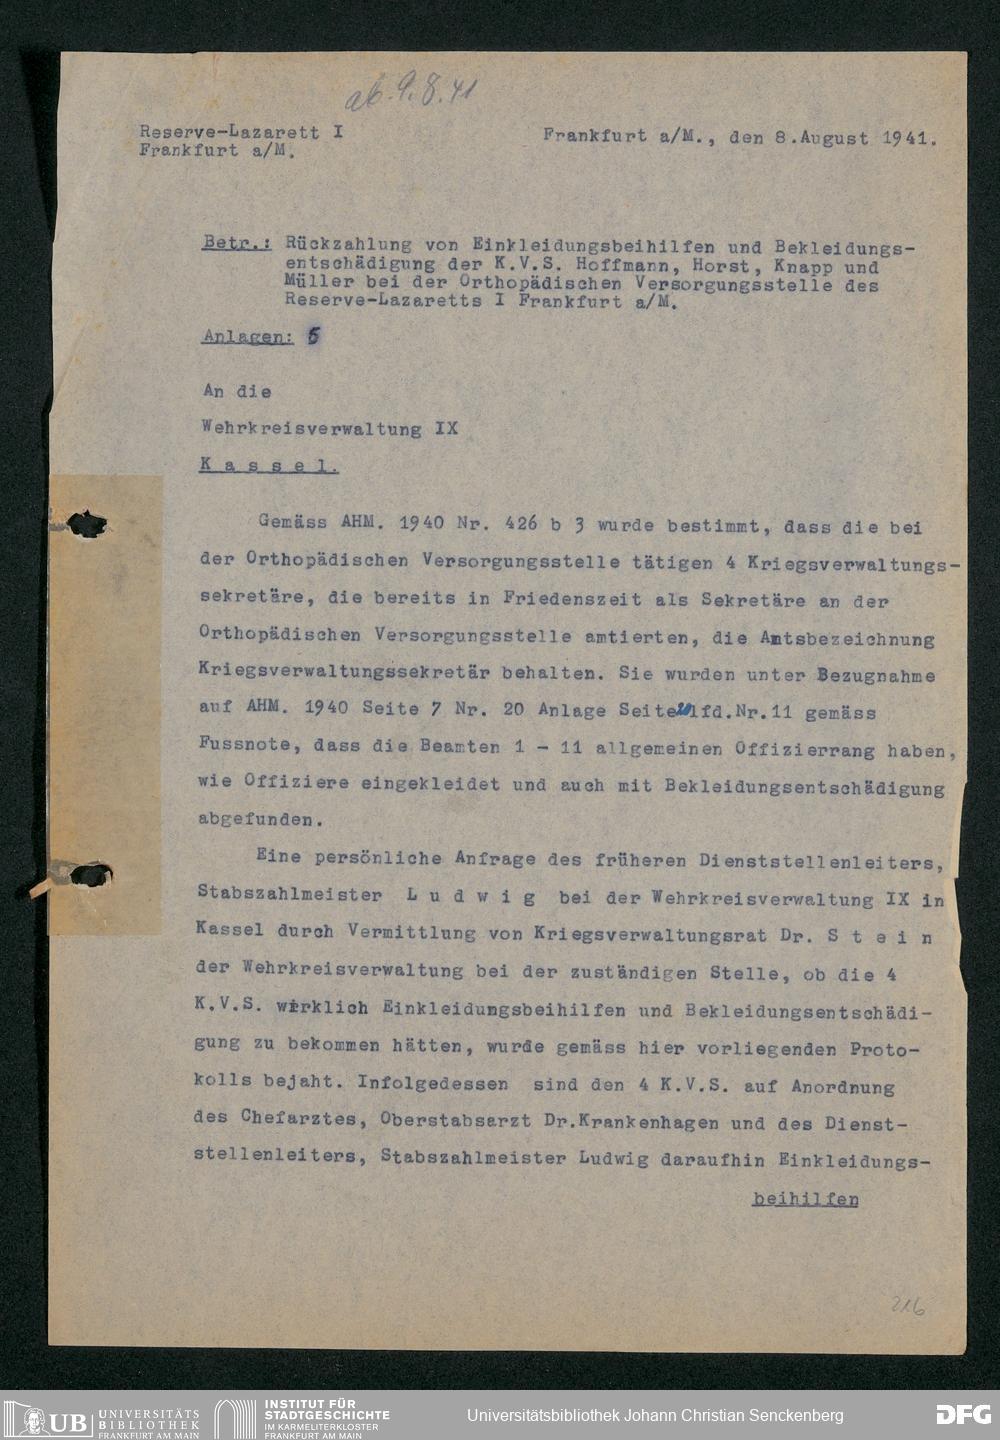 ab. 9.8.41
Reserve-Lazarett I
Frankfurt a/M.
Frankfurt a/M., den 8.August 1941.
Betr.: Rückzahlung von Einkleidungsbeihilfen und Bekleidungs-
entschädigung der K.V.S. Hoffmann, Horst, Knapp und
Müller bei der Orthopädischen Versorgungsstelle des
Reserve-Lazaretts I Frankfurt a/M.
Anlagen:
An die
Wehrkreisverwaltung IX
K a s s e l.
Gemäss AHM. 1940 Nr. 426 b 3 wurde bestimmt, dass die bei
der Orthopädischen Versorgungsstelle tätigen 4 Kriegsverwaltungs-
sekretäre, die bereits in Friedenszeit als Sekretäre an der
Orthopädischen Versorgungsstelle amtierten, die Amtsbezeichnung
Kriegsverwaltungssekretär behalten. Sie wurden unter Bezugnahme
auf AHM. 1940 Seite 7 Nr. 20 Anlage Seite lfd.Nr.11 gemäss
Fussnote, dass die Beamten 1 - 11 allgemeinen Offizierrang haben,
wie Offiziere eingekleidet und auch mit Bekleidungsentschädigung
abgefunden.
Eine persönliche Anfrage des früheren Dienststellenleiters,
Stabszahlmeister L u d w i g bei der Wehrkreisverwaltung IX in
Kassel durch Vermittlung von Kriegsverwaltungsrat Dr. S t e i n
der Wehrkreisverwaltung bei der zuständigen Stelle, ob die 4
K.V.S. wirklich Einkleidungsbeihilfen und Bekleidungsentschädi-
gung zu bekommen hätten, wurde gemäss hier vorliegenden Proto-
kolls bejaht. Infolgedessen sind den 4 K.V.S. auf Anordnung
des Chefarztes, Oberstabsarzt Dr.Krankenhagen und des Dienst-
stellenleiters, Stabszahlmeister Ludwig daraufhin Einkleidungs-
beihilfen
216
UB UNIVERSITÄTS
BIBLIOTHEK
FRANKFURT AM MAIN
INSTITUT FÜR
STADTGESCHICHTE
IM KARMELITERKLOSTER
FRANKFURT AM MAIN
Universitätsbibliothek Johann Christian Senckenberg
DFG